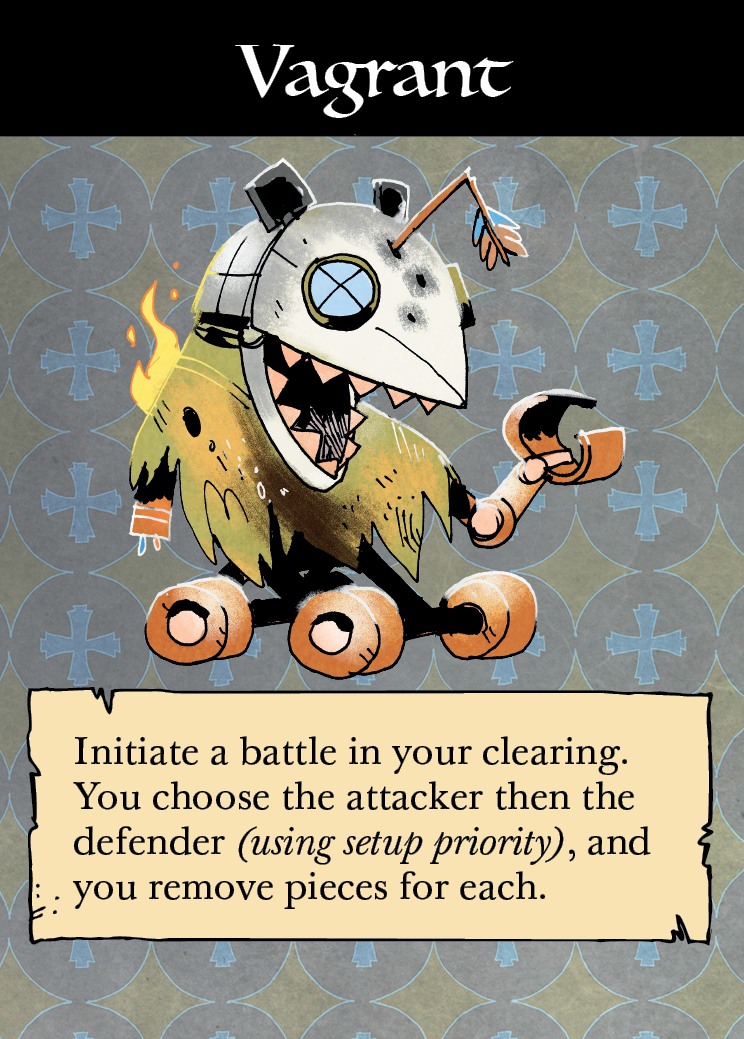 Vagrant
Initiate a battle in your clearing.
You choose the attacker then the
defender (using setup priority), and
you remove pieces for each.